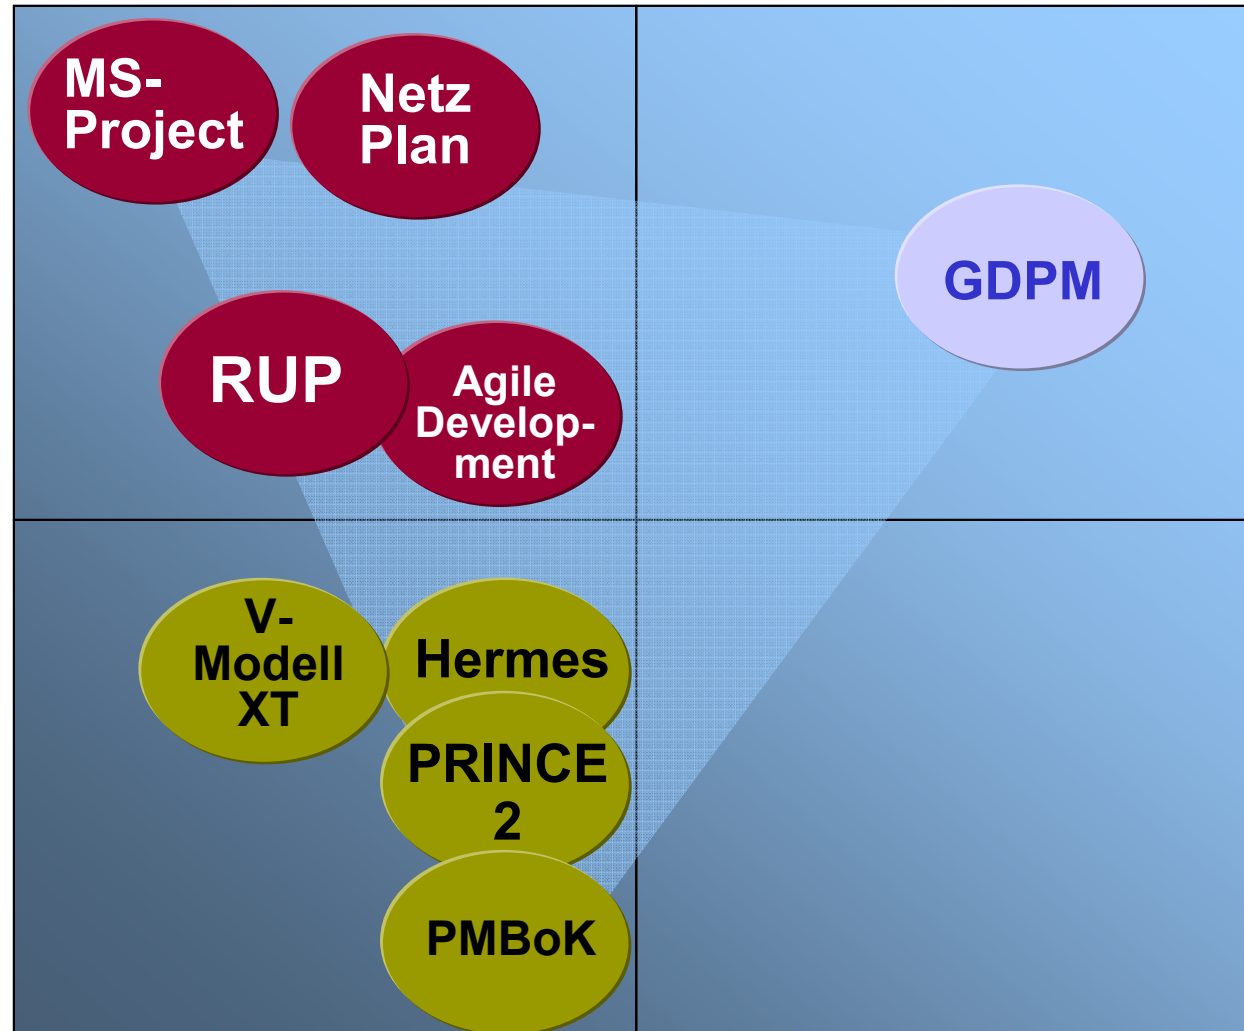 MS-
Project
Netz
Plan
GDPM
RUP
Agile
Develop-
ment
V-
Modell
XT
Hermes
PRINCE
2
PMBoK